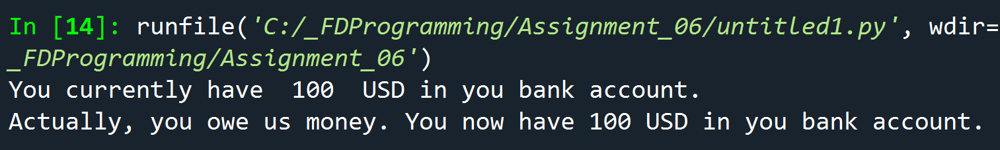 In [14]: runfile('C:/_FDProgramming/Assignment_06/untitled1.py', wdir=
_FDProgramming/Assignment_06')
You currently have  100  USD in you bank account.
Actually, you owe us money. You now have 100 USD in you bank account.